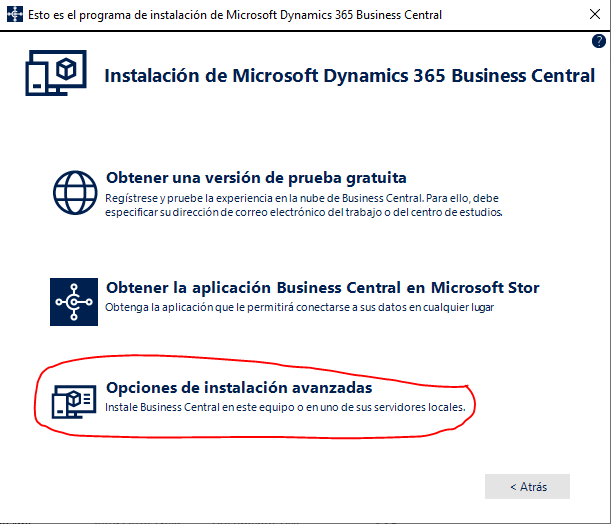 Esto es el programa de instalación de Microsoft Dynamics 365 Business Central
?
Instalación de Microsoft Dynamics 365 Business Central
Obtener una versión de prueba gratuita
Regístrese y pruebe la experiencia en la nube de Business Central. Para ello, debe
especificar su dirección de correo electrónico del trabajo o del centro de estudios.
Obtener la aplicación Business Central en Microsoft Stor
Obtenga la aplicación que le permitirá conectarse a sus datos en cualquier lugar
Opciones de instalación avanzadas
Instale Business Central en este equipo o en uno de sus servidores locales.
< Atrás